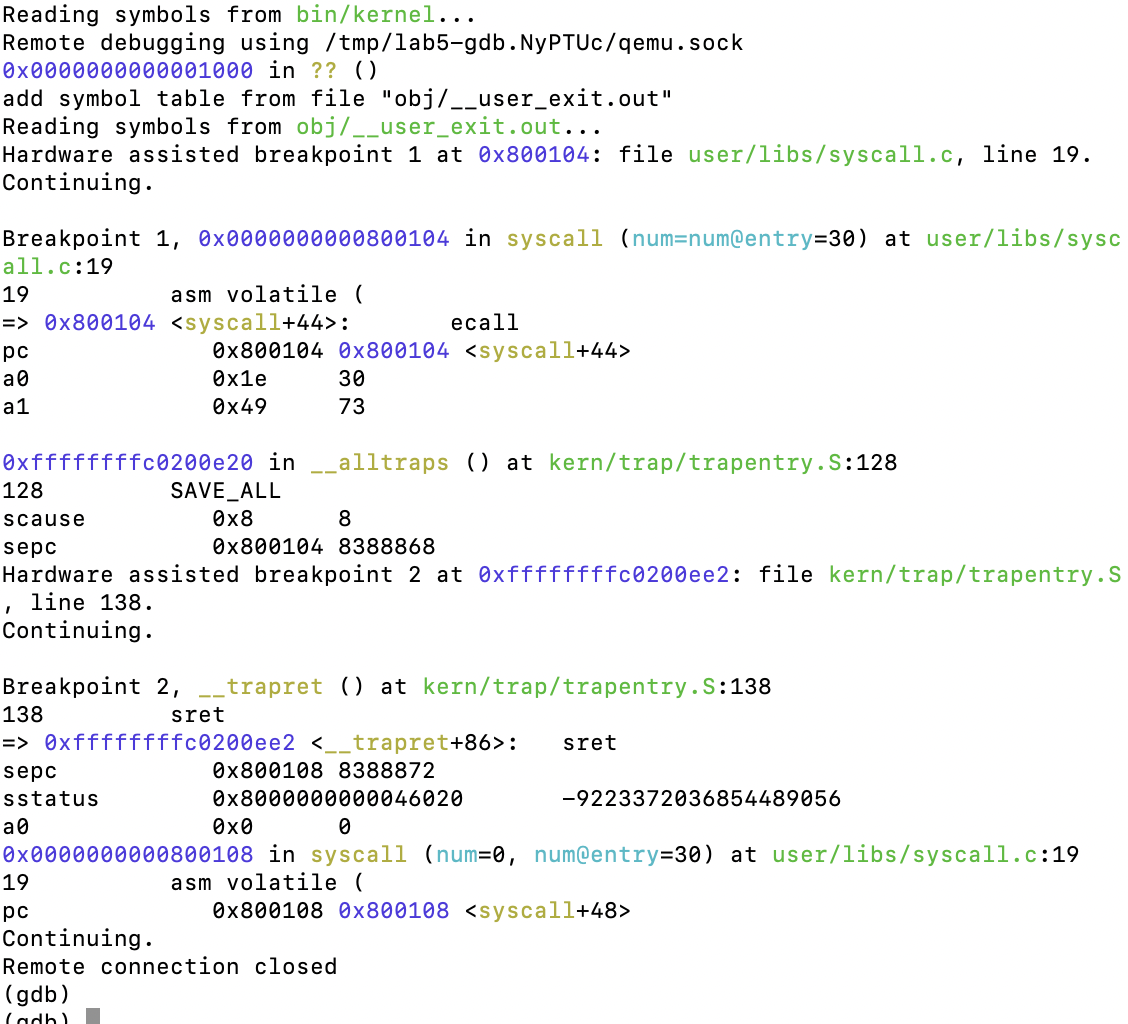 Reading symbols from bin/kernel...
Remote debugging using /tmp/lab5-gdb.NyPTUc/qemu.sock
0x0000000000001000 in ?? ()
add symbol table from file "obj/__user_exit.out"
Reading symbols from obj/__user_exit.out...
Hardware assisted breakpoint 1 at 0x800104: file user/libs/syscall.c, line 19.
Continuing.

Breakpoint 1, 0x0000000000800104 in syscall (num=num@entry=30) at user/libs/sysc
all.c:19
19          asm volatile (
=> 0x800104 <syscall+44>:       ecall
pc             0x800104 0x800104 <syscall+44>
a0             0x1e     30
a1             0x49     73

0xffffffffc0200e20 in __alltraps () at kern/trap/trapentry.S:128
128         SAVE_ALL
scause         0x8      8
sepc           0x800104 8388868
Hardware assisted breakpoint 2 at 0xffffffffc0200ee2: file kern/trap/trapentry.S
, line 138.
Continuing.

Breakpoint 2, __trapret () at kern/trap/trapentry.S:138
138         sret
=> 0xffffffffc0200ee2 <__trapret+86>:   sret
sepc           0x800108 8388872
sstatus        0x8000000000046020       -9223372036854489056
a0             0x0      0
0x0000000000800108 in syscall (num=0, num@entry=30) at user/libs/syscall.c:19
19          asm volatile (
pc             0x800108 0x800108 <syscall+48>
Continuing.
Remote connection closed
(gdb)
(gdb)